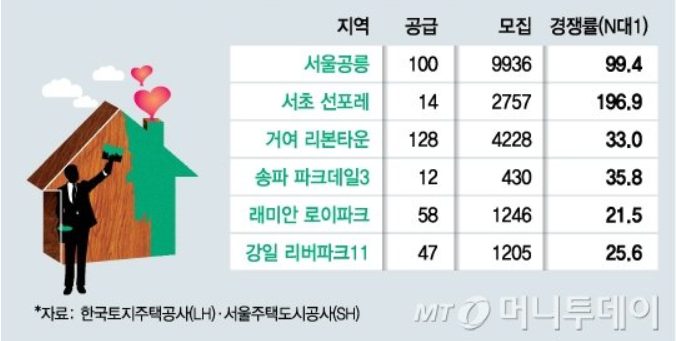 지역 공급 모집 경쟁률(N대1)
서울공릉 100 9936 99.4
서초 선포레 14 2757 196.9
거여 리본타운 128 4228 33.0
송파 파크데일3 12 430 35.8
래미안 로이파크 58 1246 21.5
강일 리버파크11 47 1205 25.6
*자료: 한국토지주택공사(LH)·서울주택도시공사(SH)
MT 머니투데이